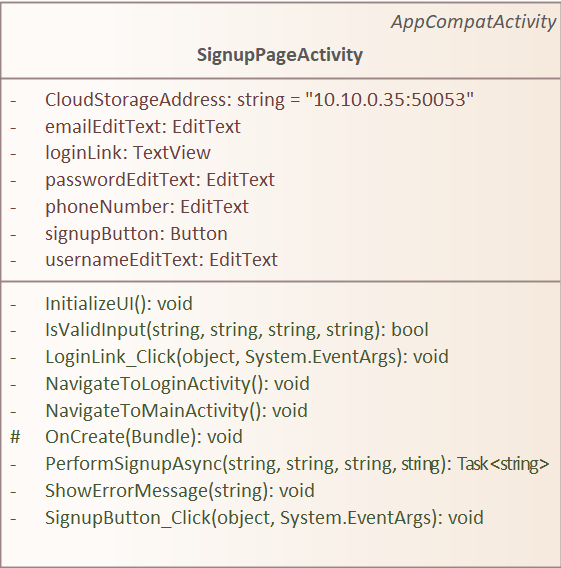 AppCompatActivity
SignupPageActivity
- CloudStorageAddress: string = "10.10.0.35:50053"
- emailEditText: EditText
- loginLink: TextView
- passwordEditText: EditText
- phoneNumber: EditText
- signupButton: Button
- usernameEditText: EditText
- InitializeUI(): void
- IsValidInput(string, string, string, string): bool
- LoginLink_Click(object, System.EventArgs): void
- NavigateToLoginActivity(): void
- NavigateToMainActivity(): void
# OnCreate(Bundle): void
- PerformSignupAsync(string, string, string, string): Task<string>
- ShowErrorMessage(string): void
- SignupButton_Click(object, System.EventArgs): void